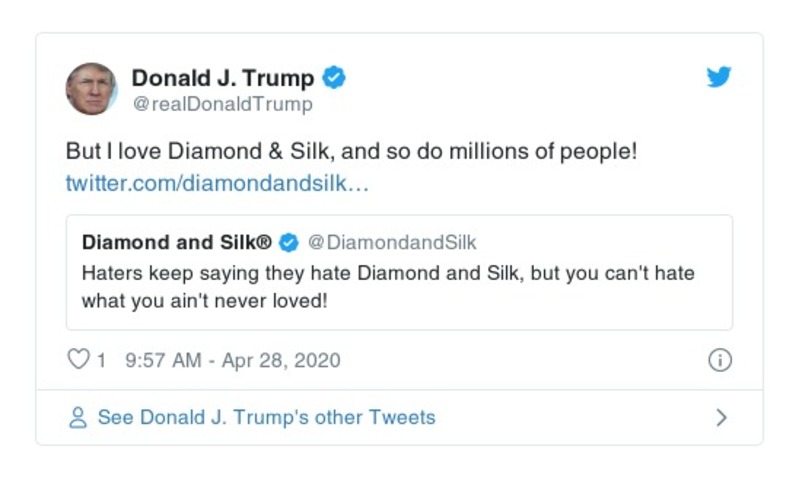 Donald J. Trump
@realDonaldTrump
But I love Diamond & Silk, and so do millions of people!
twitter.com/diamondandsilk…
Diamond and Silk® @DiamondandSilk
Haters keep saying they hate Diamond and Silk, but you can't hate
what you ain't never loved!
1 9:57 AM - Apr 28, 2020
See Donald J. Trump's other Tweets